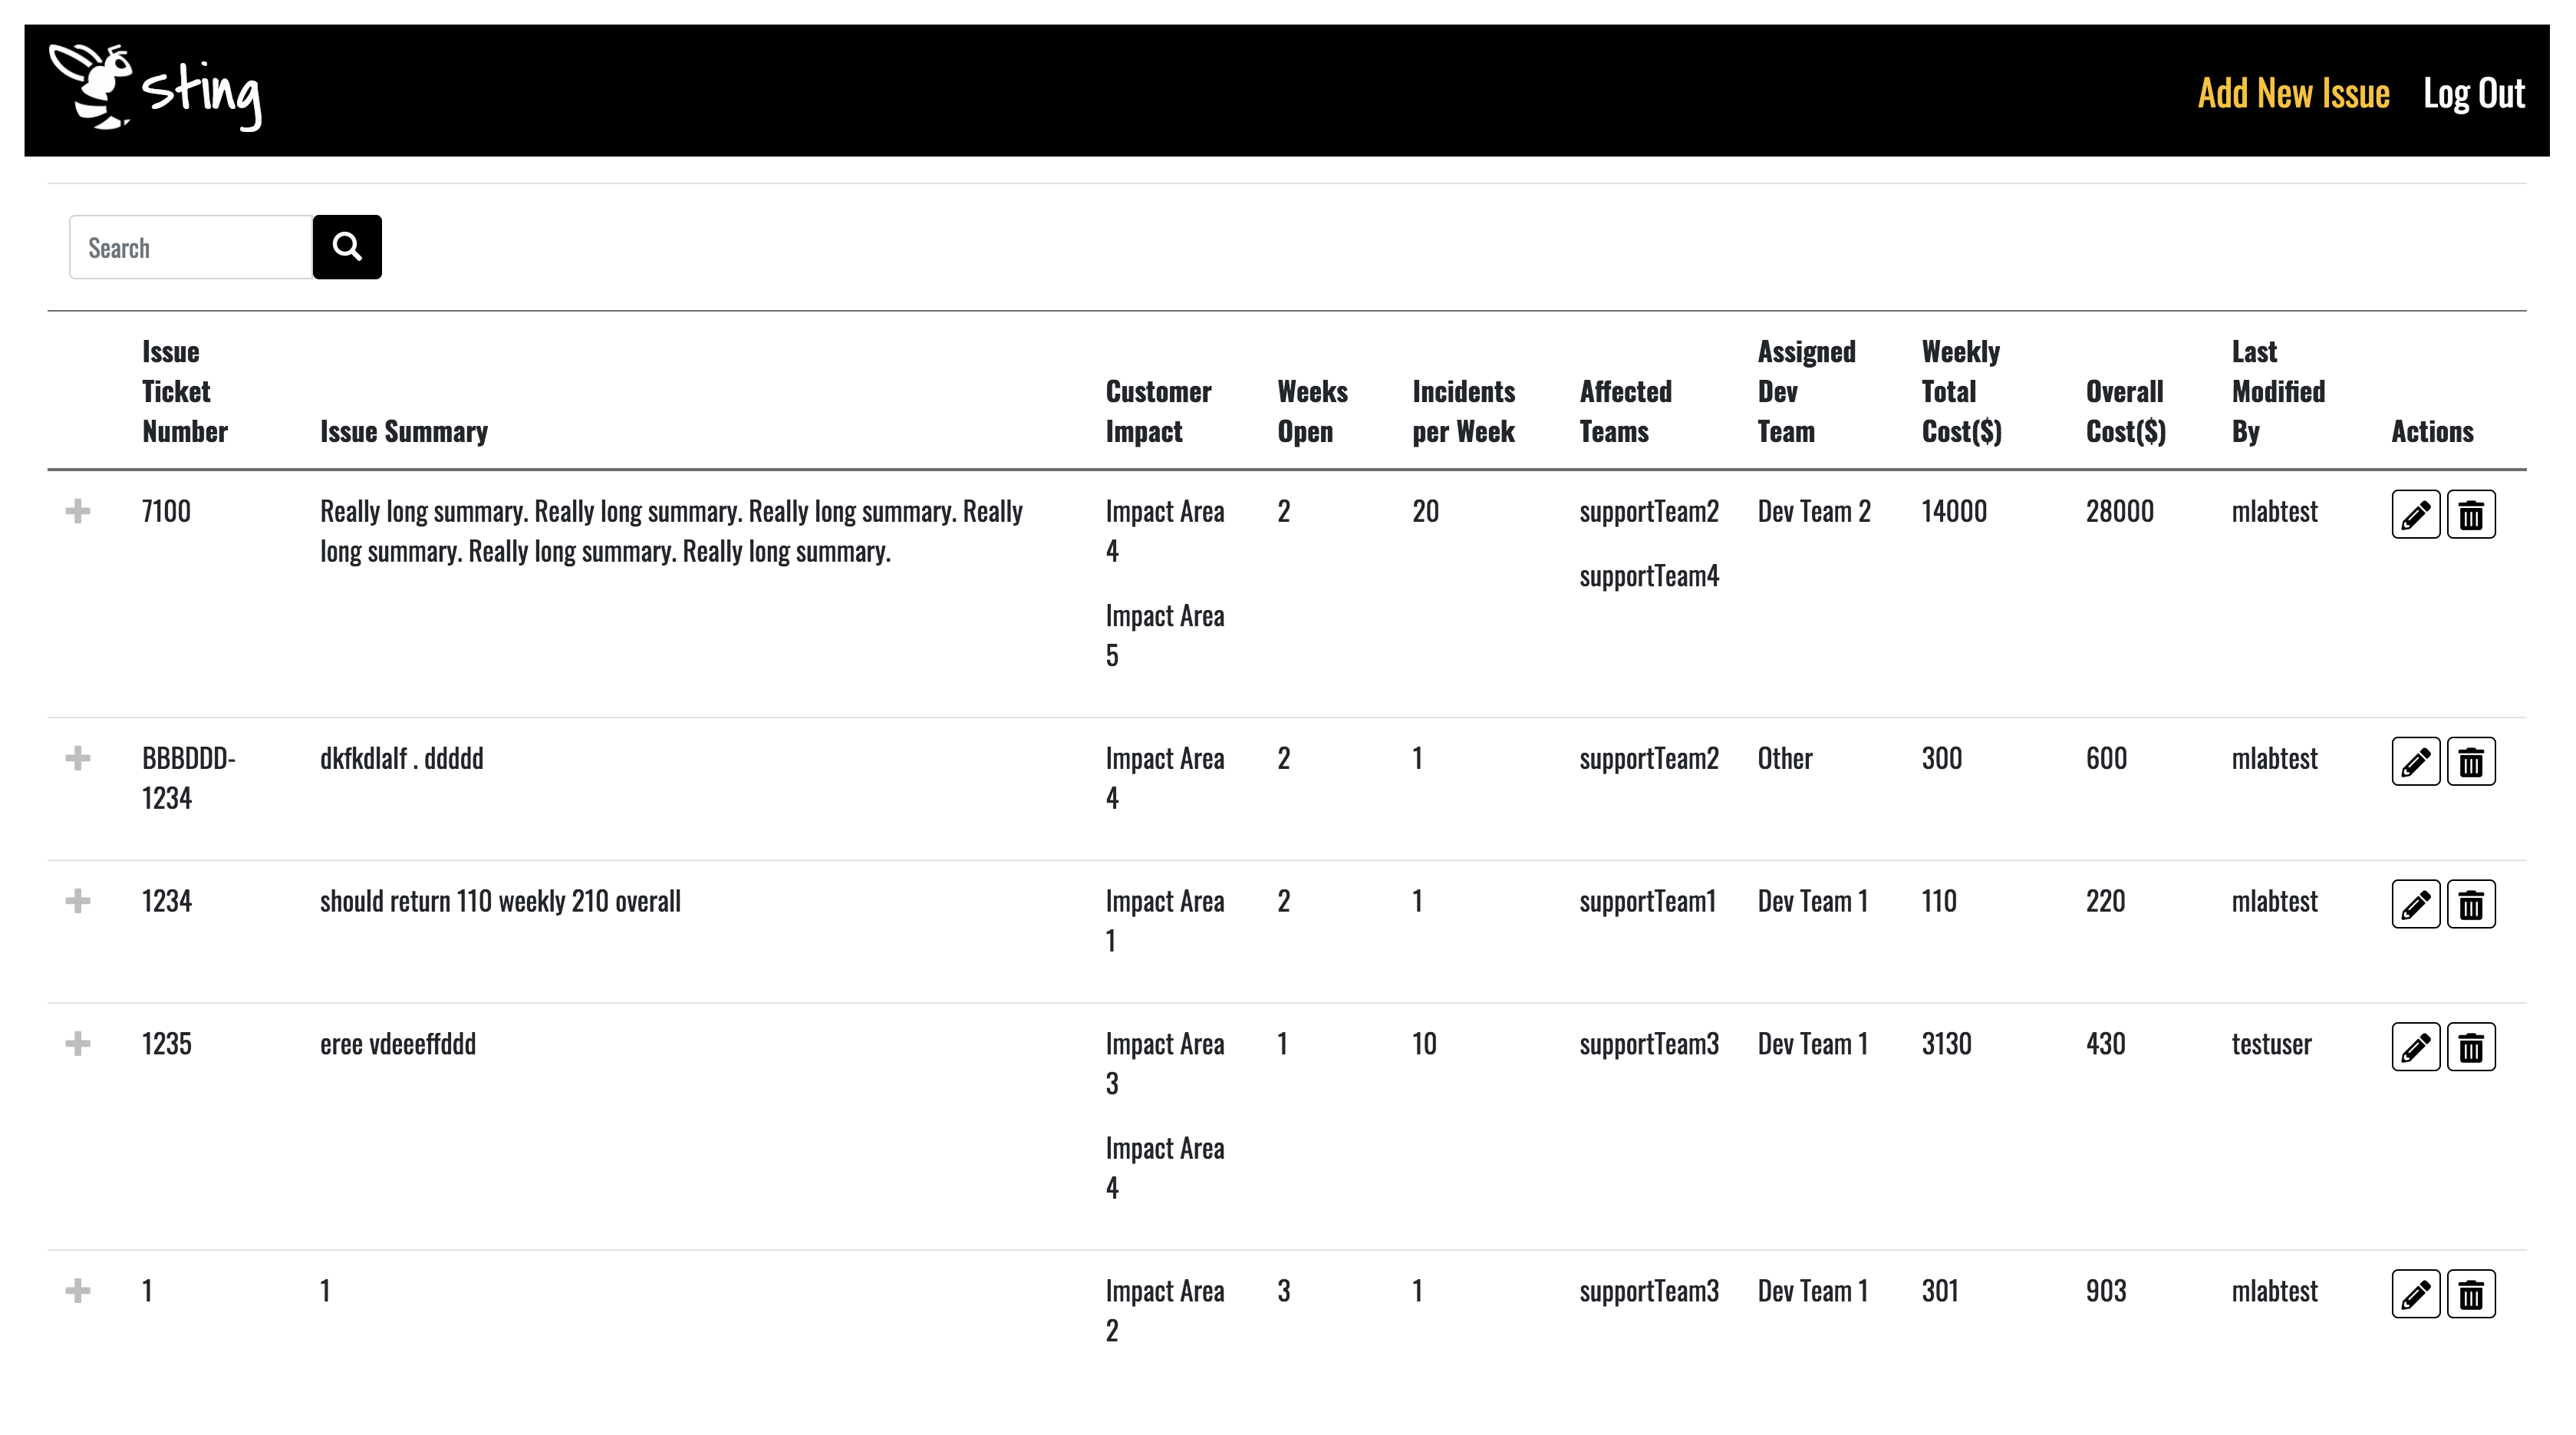 sting
Add New Issue Log Out
Search
Issue Ticket Number Issue Summary Customer Impact Weeks Open Incidents per Week Affected Teams Assigned Dev Team Weekly Total Cost($) Overall Cost($) Last Modified By Actions
7100 Really long summary. Really long summary. Really long summary. Really Impact Area 2 20 supportTeam2 Dev Team 2 14000 28000 mlabtest
long summary. Really long summary. Really long summary. 4
supportTeam4
Impact Area
5
BBBDDD- dkfkdlalf . ddddd Impact Area 2 1 supportTeam2 Other 300 600 mlabtest
1234 4
1234 should return 110 weekly 210 overall Impact Area 2 1 supportTeam1 Dev Team 1 110 220 mlabtest
1
1235 eree vdeeeffddd Impact Area 1 10 supportTeam3 Dev Team 1 3130 430 testuser
3
Impact Area
4
1 1 Impact Area 3 1 supportTeam3 Dev Team 1 301 903 mlabtest
2